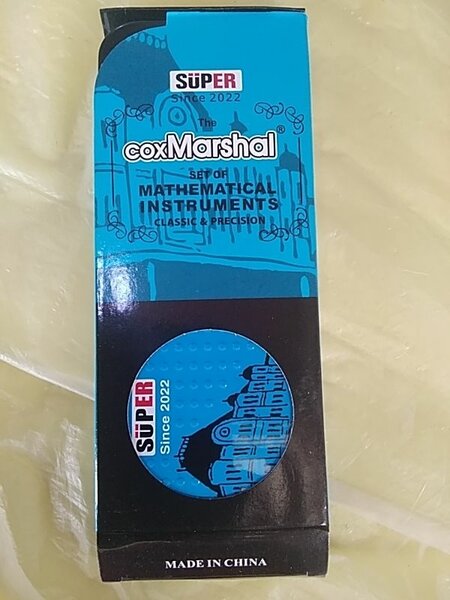 SÜPER
Since 2022
The
coxMarshal®
SET OF
MATHEMATICAL
INSTRUMENTS
CLASSIC & PRECISION
SÜPER
Since 2022
MADE IN CHINA